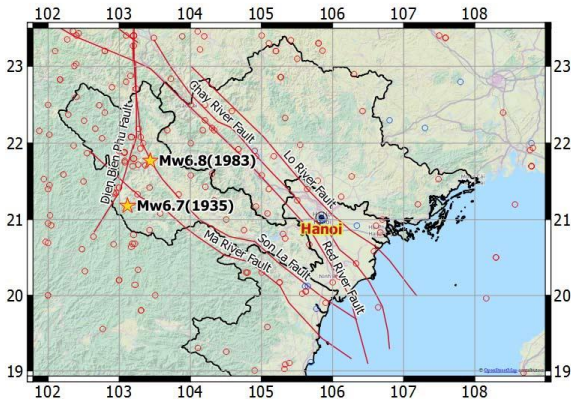 102 103 104 105 106 107 108
23
23
22
22
21
21
20
20
19
19
Chay River Fault
Lo River Fault
Dien Bien Phu Fault
Mw6.8(1983)
Mw6.7(1935)
Hanoi
Son La Fault
Ma River Fault
Red River Fault
102 103 104 105 106 107 108